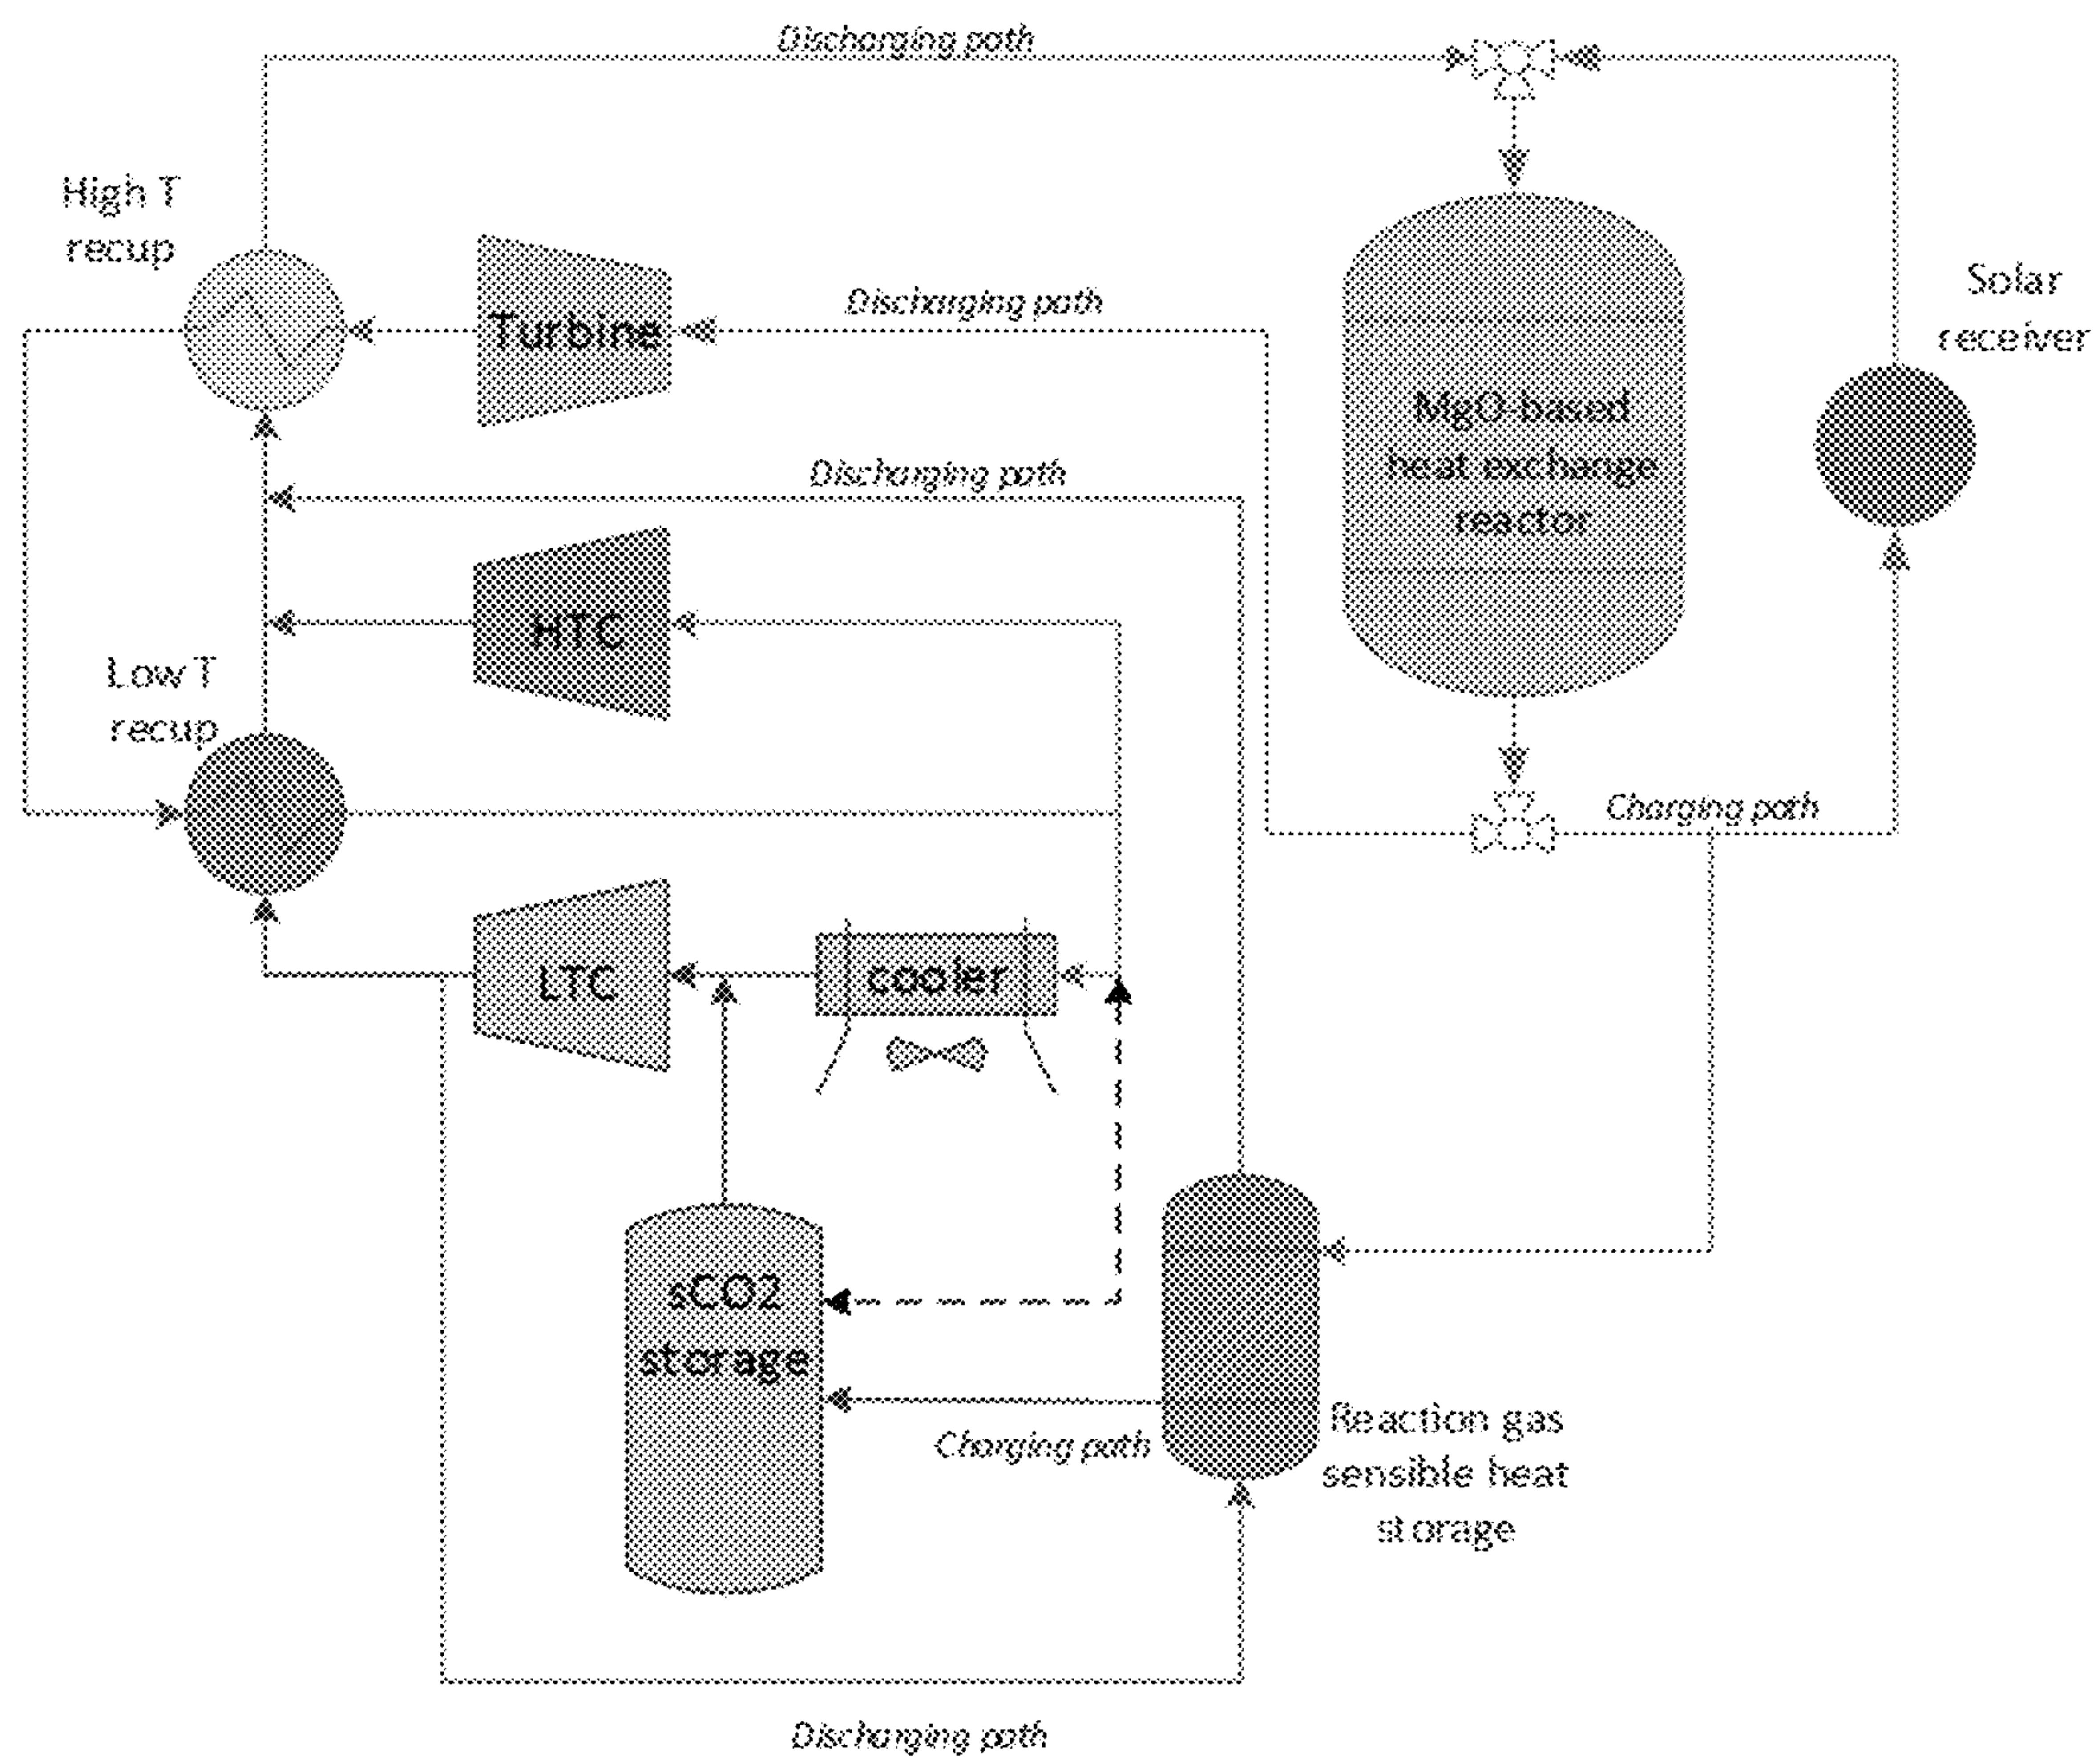 Discharging path
High T
recup
Turbine
Discharging path
Solar
receiver
MgO-based
heat exchange
reactor
Discharging path
HTC
Low T
recup
Charging path
LTC
cooler
sCO2
storage
Charging path
Reaction gas
sensible heat
storage
Discharging path